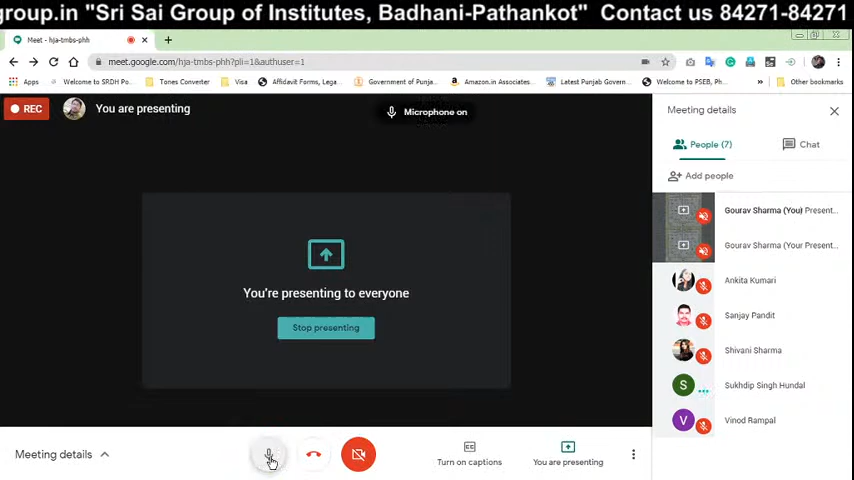 group.in "Sri Sai Group of Institutes, Badhani-Pathankot"  Contact us 84271-84271
Meet - hja-tmbs-phh
meet.google.com/hja-tmbs-phh?pli=1&authuser=1
Apps Welcome to SRDH Po... Tones Converter Visa Affidavit Forms, Lega... Government of Punja... Amazon.in Associates... Latest Punjab Govern... Welcome to PSEB, Ph... » Other bookmarks
REC You are presenting Microphone on
Meeting details
People (7) Chat
Add people
Gourav Sharma (You) Present...
Gourav Sharma (Your Present...
Ankita Kumari
Sanjay Pandit
Shivani Sharma
S Sukhdip Singh Hundal
V Vinod Rampal
You're presenting to everyone
Stop presenting
Meeting details
CC
Turn on captions
You are presenting